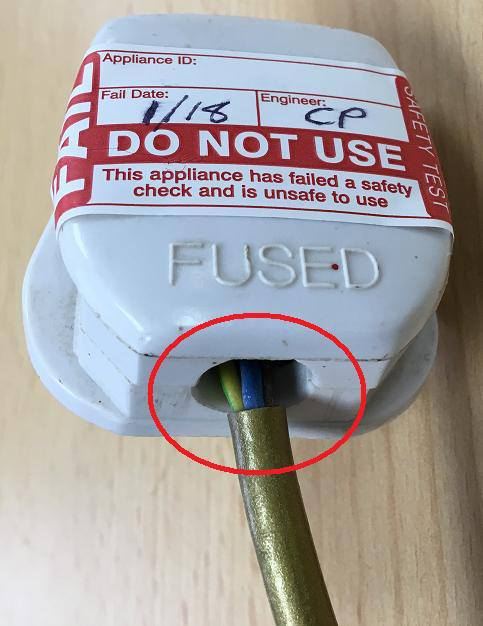 Appliance ID:
Fail Date: 1/18
Engineer: CP
FAIL
SAFETY TEST
DO NOT USE
This appliance has failed a safety
check and is unsafe to use
FUSED